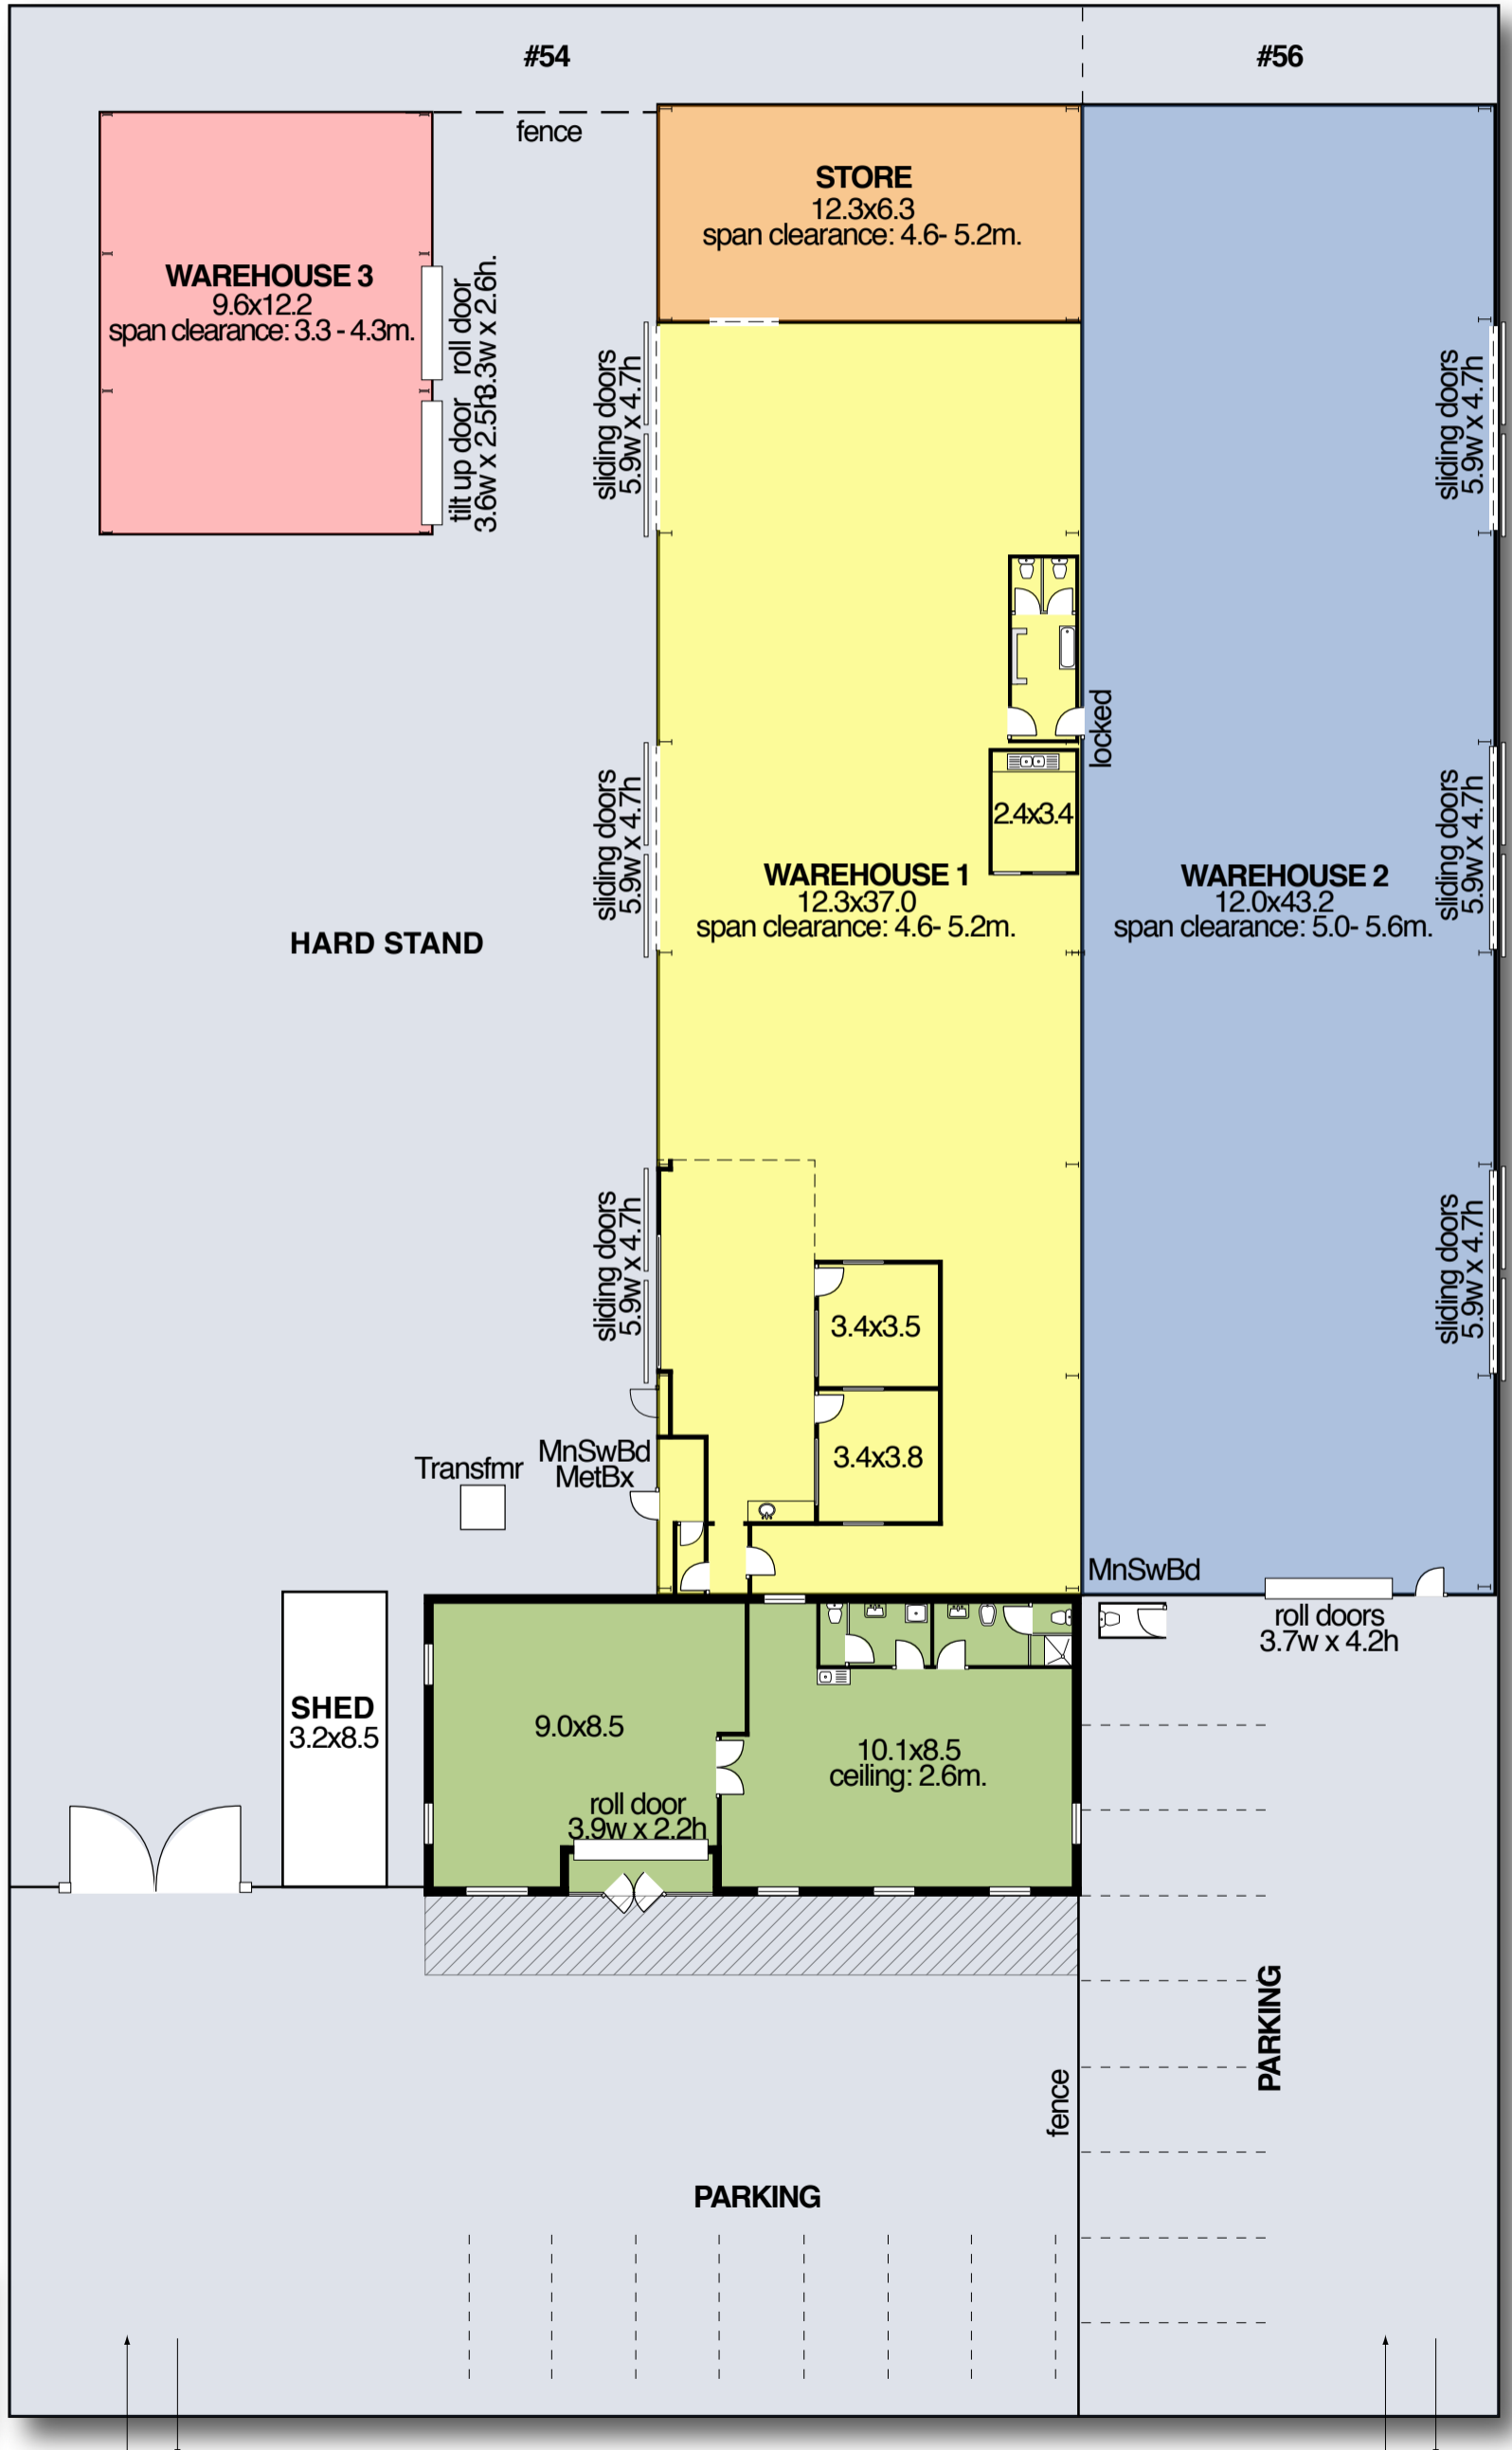 #54
#56
fence
STORE
12.3x6.3
span clearance: 4.6- 5.2m.
WAREHOUSE 3
9.6x12.2
span clearance: 3.3 - 4.3m.
roll door
3.3w x 2.6h.
tilt up door
3.6w x 2.5h.
sliding doors
5.9w x 4.7h
sliding doors
5.9w x 4.7h
locked
2.4x3.4
sliding doors
5.9w x 4.7h
sliding doors
5.9w x 4.7h
WAREHOUSE 1
12.3x37.0
span clearance: 4.6- 5.2m.
WAREHOUSE 2
12.0x43.2
span clearance: 5.0- 5.6m.
HARD STAND
sliding doors
5.9w x 4.7h
sliding doors
5.9w x 4.7h
3.4x3.5
3.4x3.8
Transfmr
MnSwBd
MetBx
MnSwBd
roll doors
3.7w x 4.2h
SHED
3.2x8.5
9.0x8.5
10.1x8.5
ceiling: 2.6m.
roll door
3.9w x 2.2h
PARKING
fence
PARKING